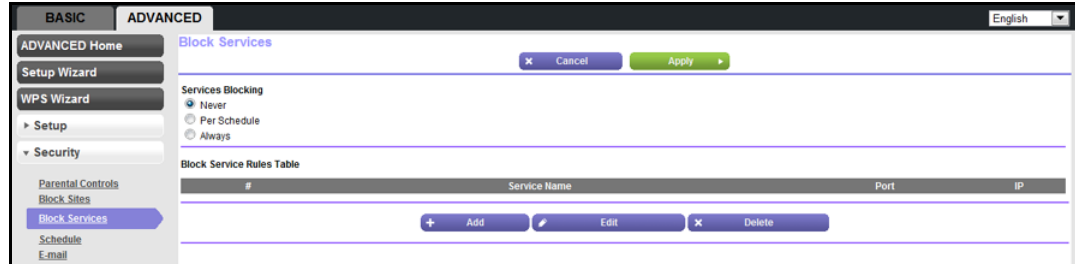 BASIC ADVANCED English
ADVANCED Home
Setup Wizard
WPS Wizard
Setup
Security
Parental Controls
Block Sites
Block Services
Schedule
E-mail
Block Services
Cancel Apply
Services Blocking
Never
Per Schedule
Always
Block Service Rules Table
# Service Name Port IP
Add Edit Delete